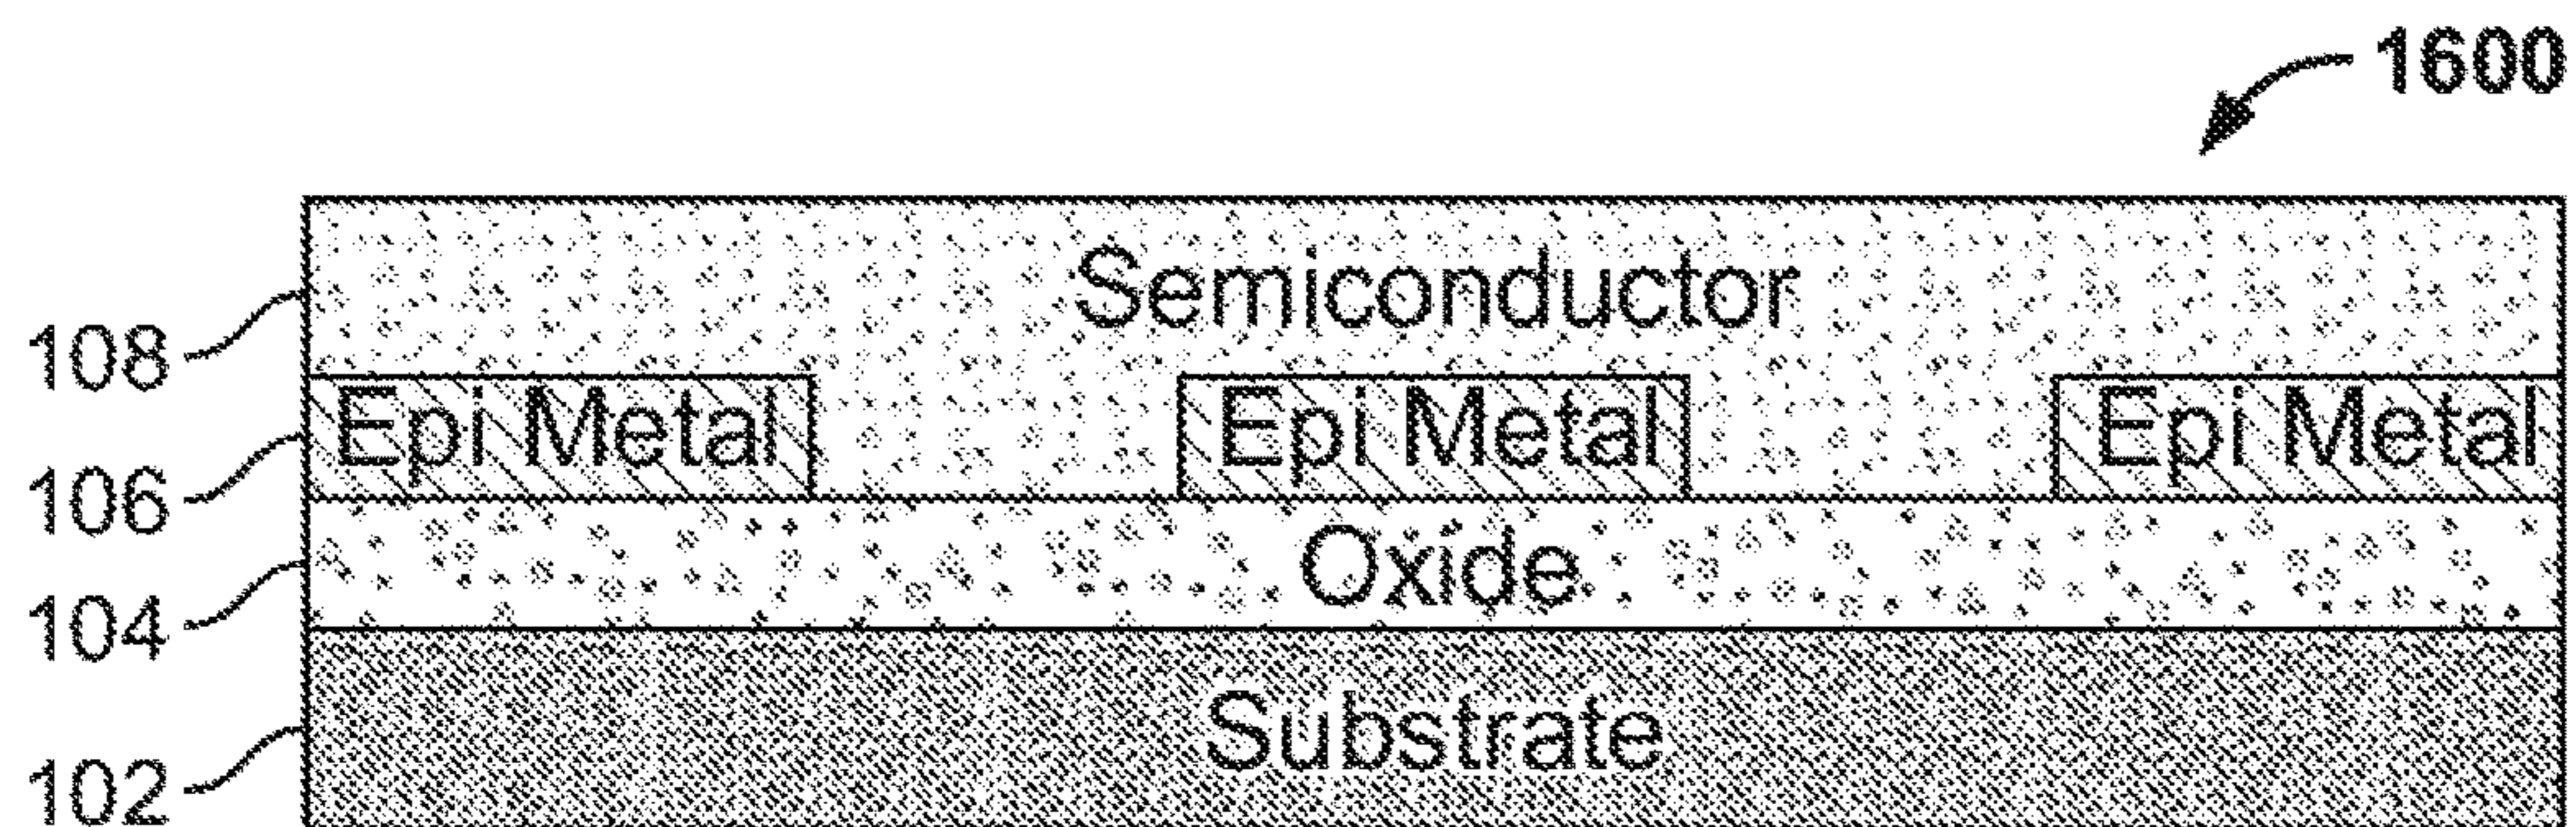 1600
Semiconductor
108
Epi Metal Epi Metal Epi Metal
106
Oxide
104
Substrate
102